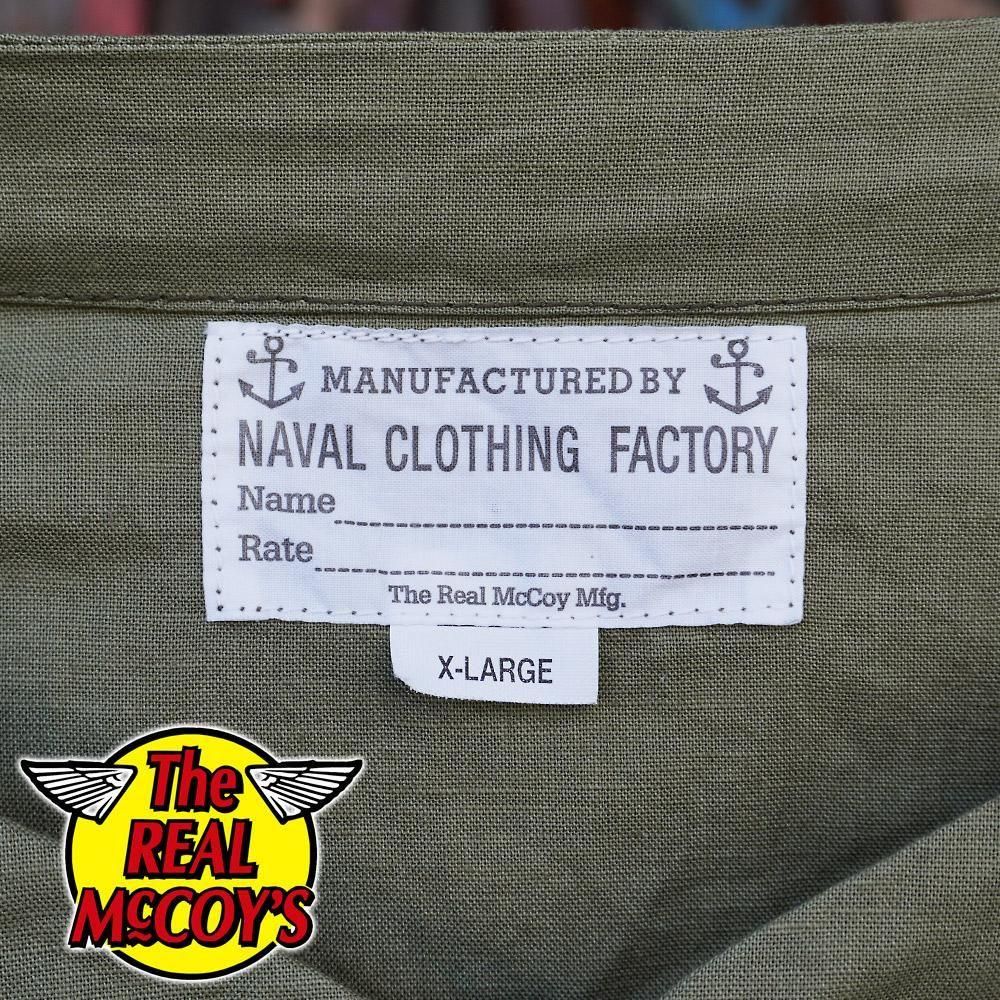 MANUFACTURED BY
NAVAL CLOTHING FACTORY
Name
Rate
The Real McCoy Mfg.
X-LARGE
The
REAL
McCOY'S